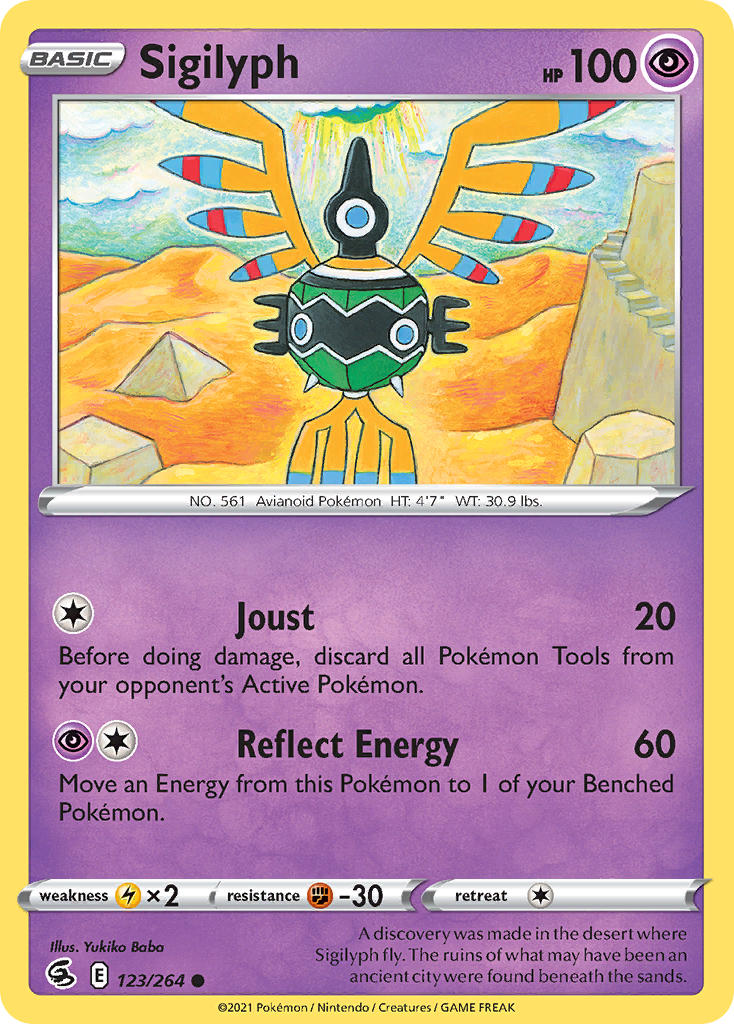 BASIC Sigilyph HP 100
NO. 561 Avianoid Pokémon HT: 4'7" WT: 30.9 lbs.
Joust 20
Before doing damage, discard all Pokémon Tools from
your opponent's Active Pokémon.
Reflect Energy 60
Move an Energy from this Pokémon to 1 of your Benched
Pokémon.
weakness ×2 resistance -30 retreat
Illus. Yukiko Baba
A discovery was made in the desert where
Sigilyph fly. The ruins of what may have been an
ancient city were found beneath the sands.
E 123/264
©2021 Pokémon / Nintendo / Creatures / GAME FREAK